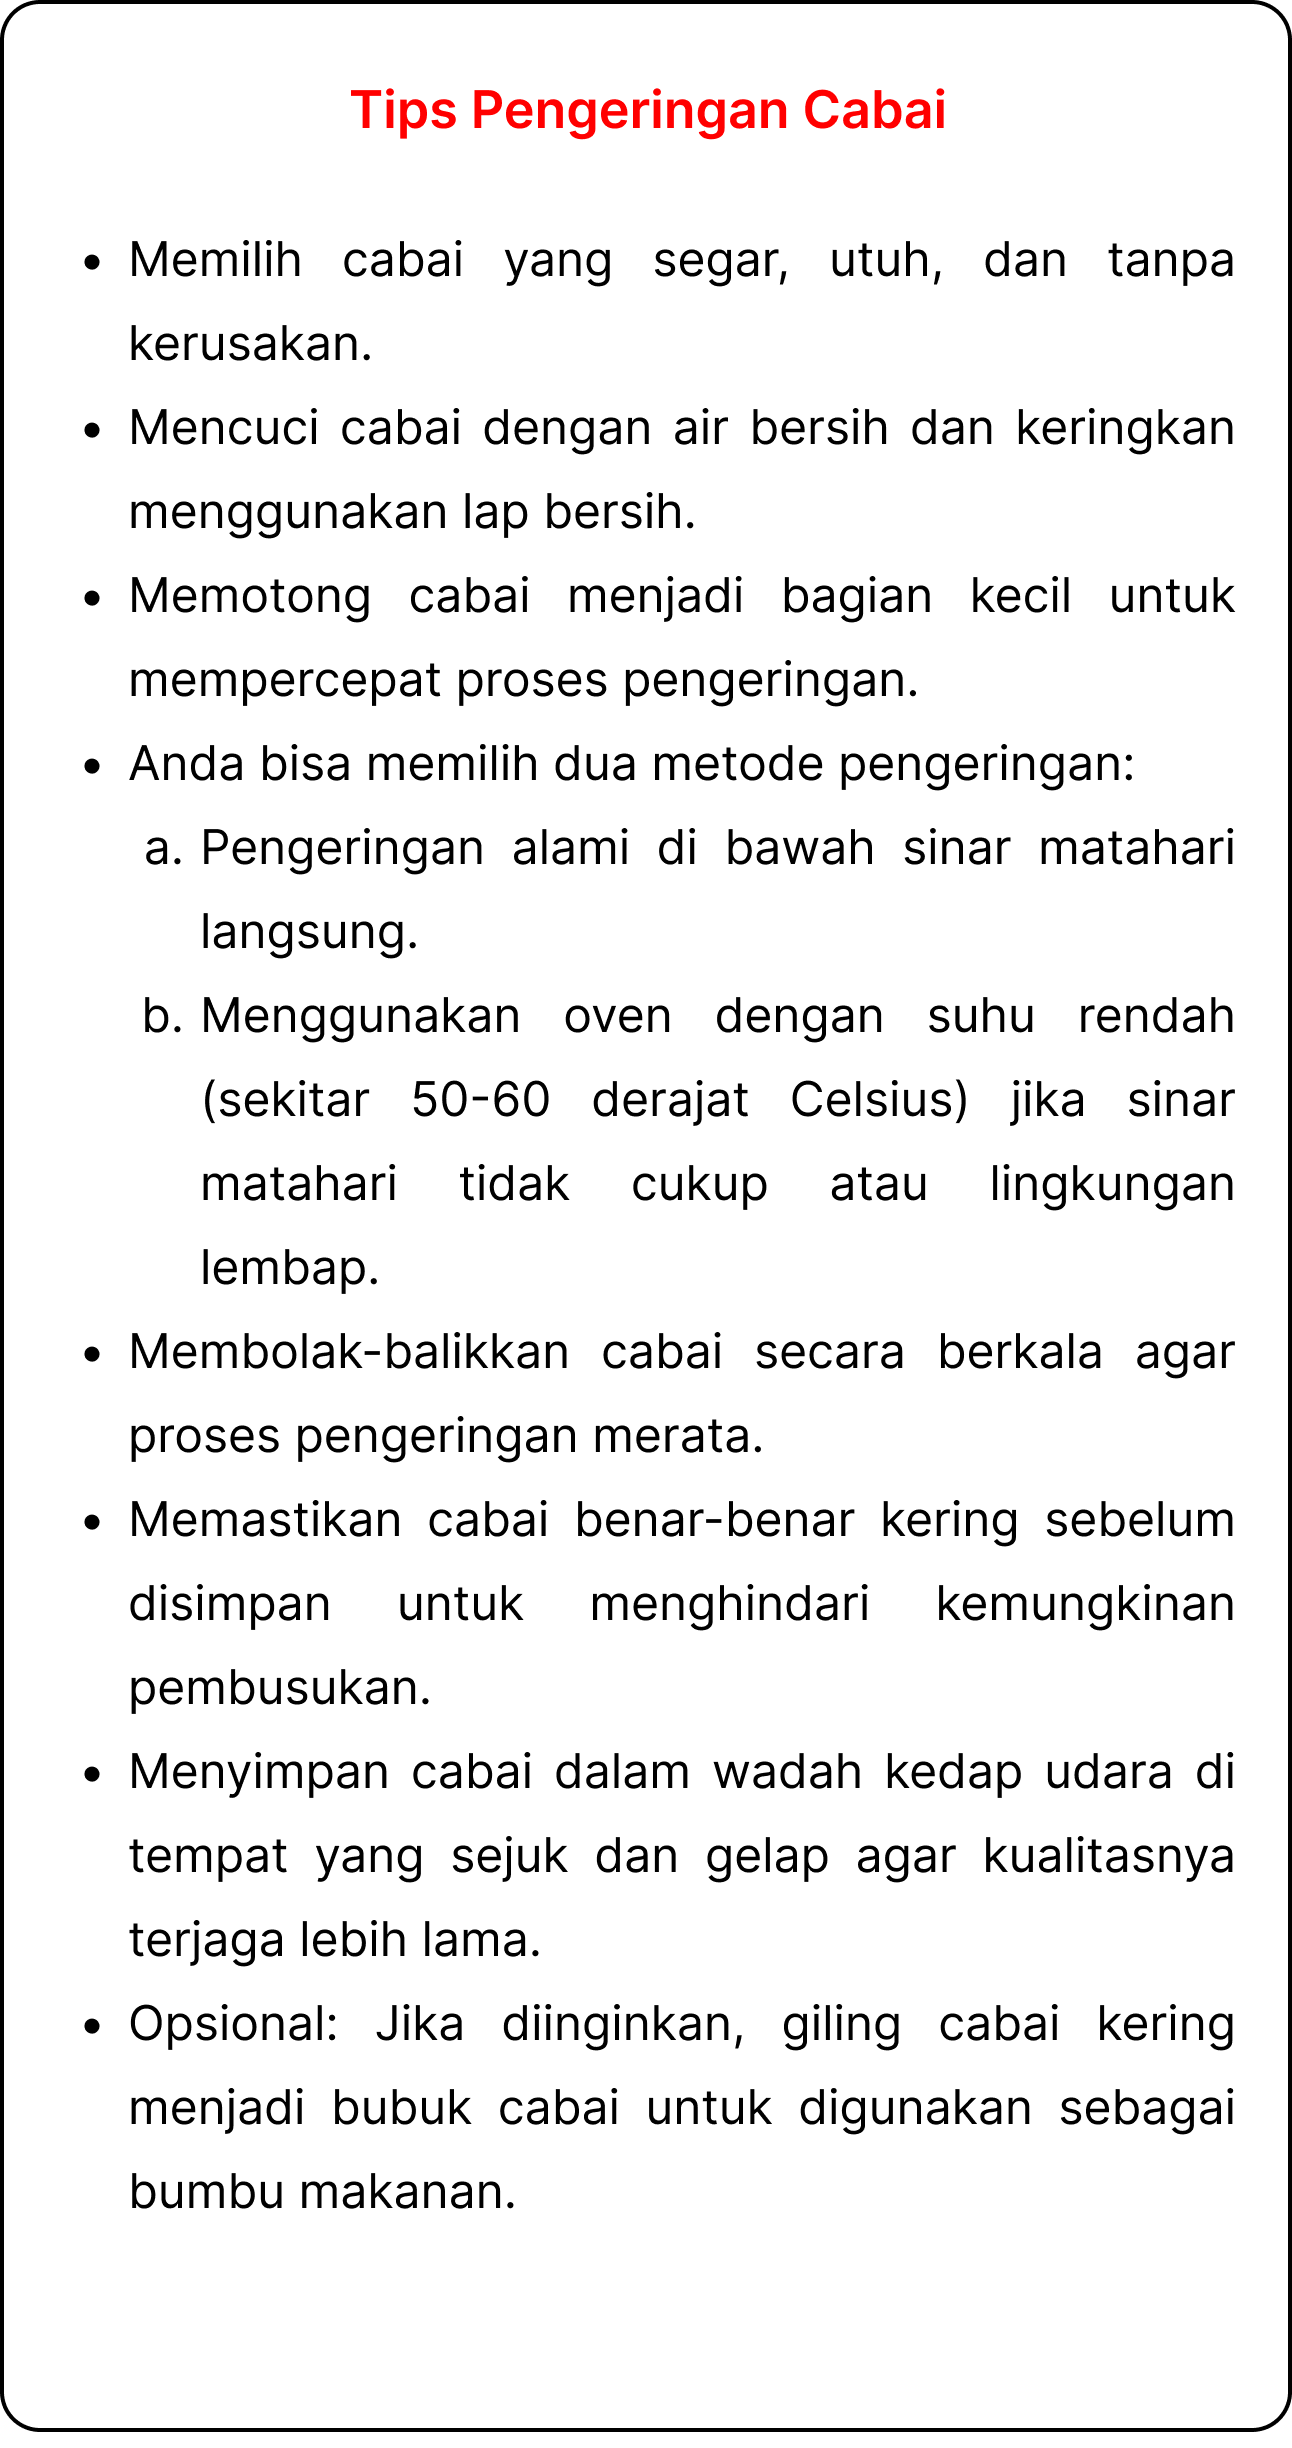 Tips Pengeringan Cabai
• Memilih cabai yang segar, utuh, dan tanpa
kerusakan.
• Mencuci cabai dengan air bersih dan keringkan
menggunakan lap bersih.
• Memotong cabai menjadi bagian kecil untuk
mempercepat proses pengeringan.
• Anda bisa memilih dua metode pengeringan:
a. Pengeringan alami di bawah sinar matahari
langsung.
b. Menggunakan oven dengan suhu rendah
(sekitar 50-60 derajat Celsius) jika sinar
matahari tidak cukup atau lingkungan
lembap.
• Membolak-balikkan cabai secara berkala agar
proses pengeringan merata.
• Memastikan cabai benar-benar kering sebelum
disimpan untuk menghindari kemungkinan
pembusukan.
• Menyimpan cabai dalam wadah kedap udara di
tempat yang sejuk dan gelap agar kualitasnya
terjaga lebih lama.
• Opsional: Jika diinginkan, giling cabai kering
menjadi bubuk cabai untuk digunakan sebagai
bumbu makanan.